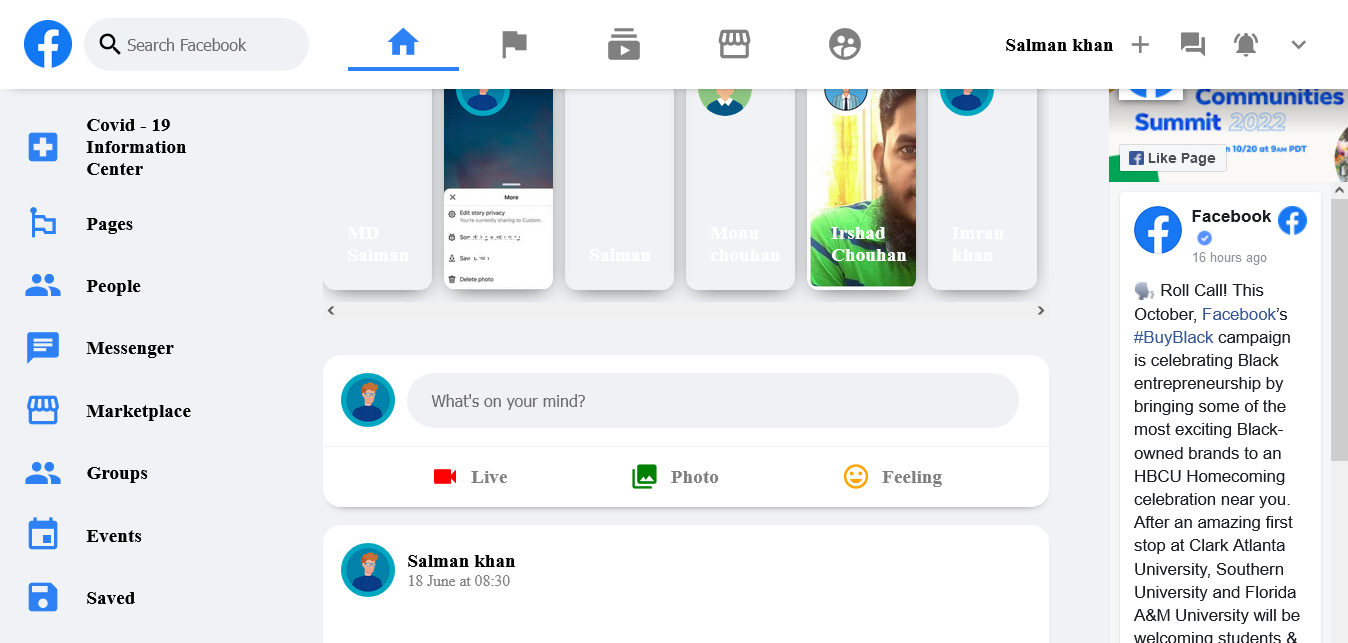 Search Facebook
Salman khan
Covid - 19
Information
Center
Pages
People
Messenger
Marketplace
Groups
Events
Saved
MD
Salman
More
Edit story privacy
You're currently sharing to Custom.
Delete photo
Salman
Monn
chouhan
Irshad
Chouhan
Imran
khan
What's on your mind?
Live
Photo
Feeling
Salman khan
18 June at 08:30
Communities
Summit 2022
10/20 at 9AM PDT
Like Page
Facebook
16 hours ago
🗣️ Roll Call! This
October, Facebook’s
#BuyBlack campaign
is celebrating Black
entrepreneurship by
bringing some of the
most exciting Black-
owned brands to an
HBCU Homecoming
celebration near you.
After an amazing first
stop at Clark Atlanta
University, Southern
University and Florida
A&M University will be
welcoming students &